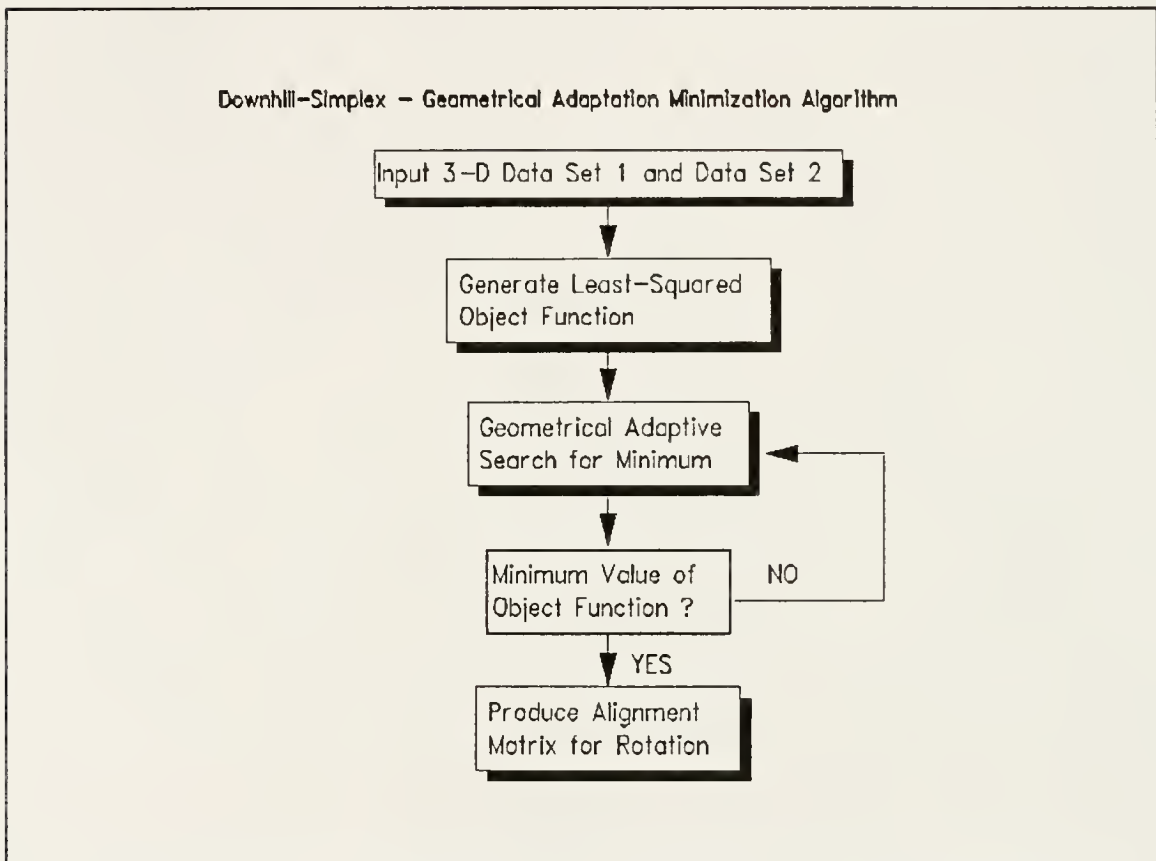 Downhill-Simplex - Geometrical Adaptation Minimization Algorithm
Input 3-D Data Set 1 and Data Set 2
Generate Least-Squared
Object Function
Geometrical Adaptive
Search for Minimum
Minimum Value of
Object Function ?
NO
YES
Produce Alignment
Matrix for Rotation